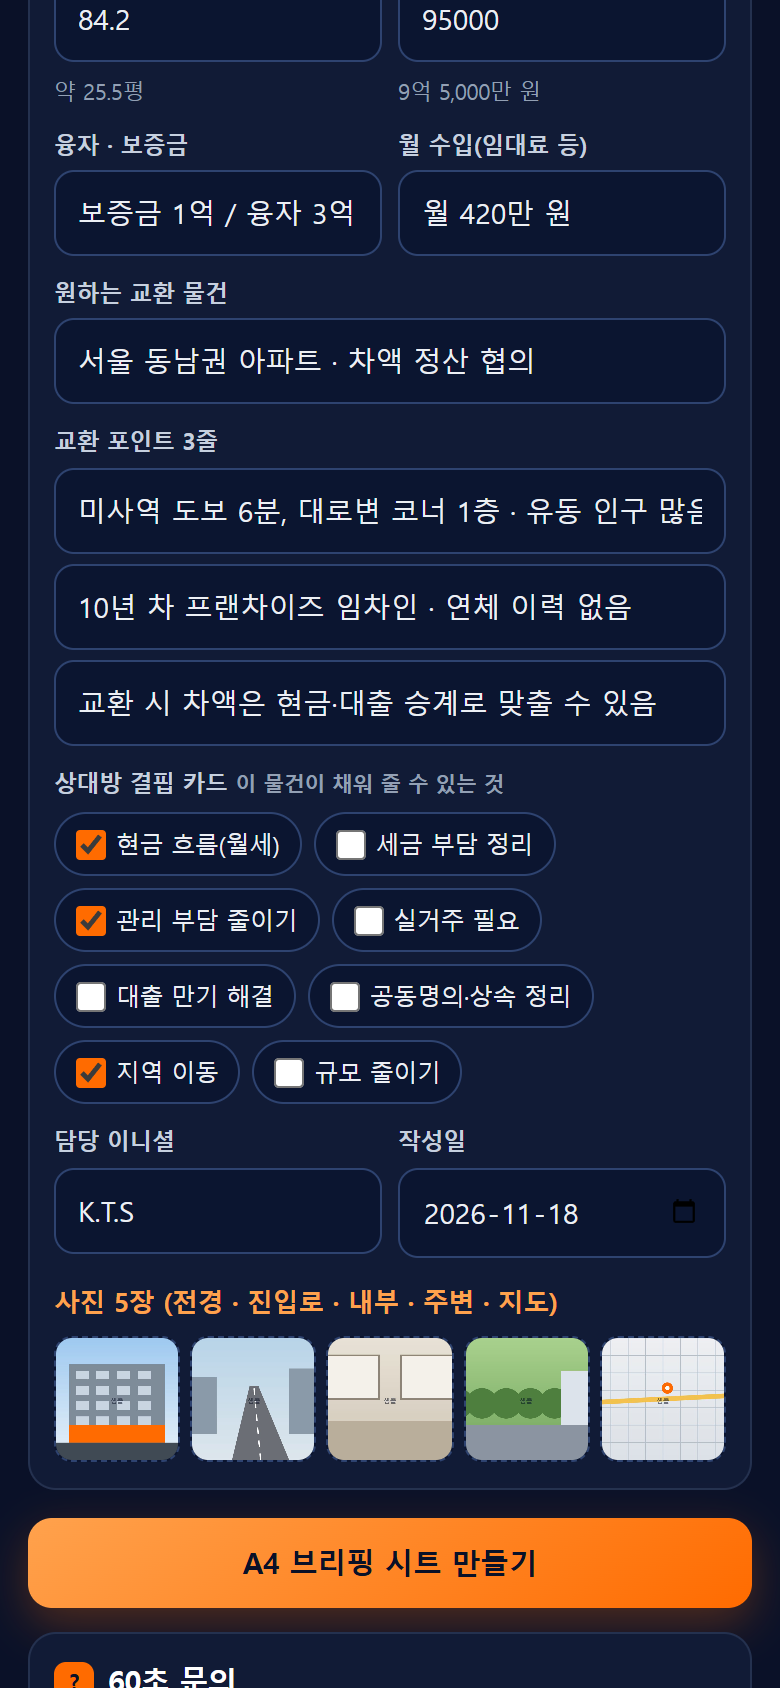 84.2 95000
약 25.5평 9억 5,000만 원
융자 · 보증금 월 수입(임대료 등)
보증금 1억 / 융자 3억 월 420만 원
원하는 교환 물건
서울 동남권 아파트 · 차액 정산 협의
교환 포인트 3줄
미사역 도보 6분, 대로변 코너 1층 · 유동 인구 많음
10년 차 프랜차이즈 임차인 · 연체 이력 없음
교환 시 차액은 현금·대출 승계로 맞출 수 있음
상대방 결핍 카드 이 물건이 채워 줄 수 있는 것
현금 흐름(월세) 세금 부담 정리
관리 부담 줄이기 실거주 필요
대출 만기 해결 공동명의·상속 정리
지역 이동 규모 줄이기
담당 이니셜 작성일
K.T.S 2026-11-18
사진 5장 (전경 · 진입로 · 내부 · 주변 · 지도)
샘플 샘플 샘플 샘플 샘플
A4 브리핑 시트 만들기
? 60초 문의